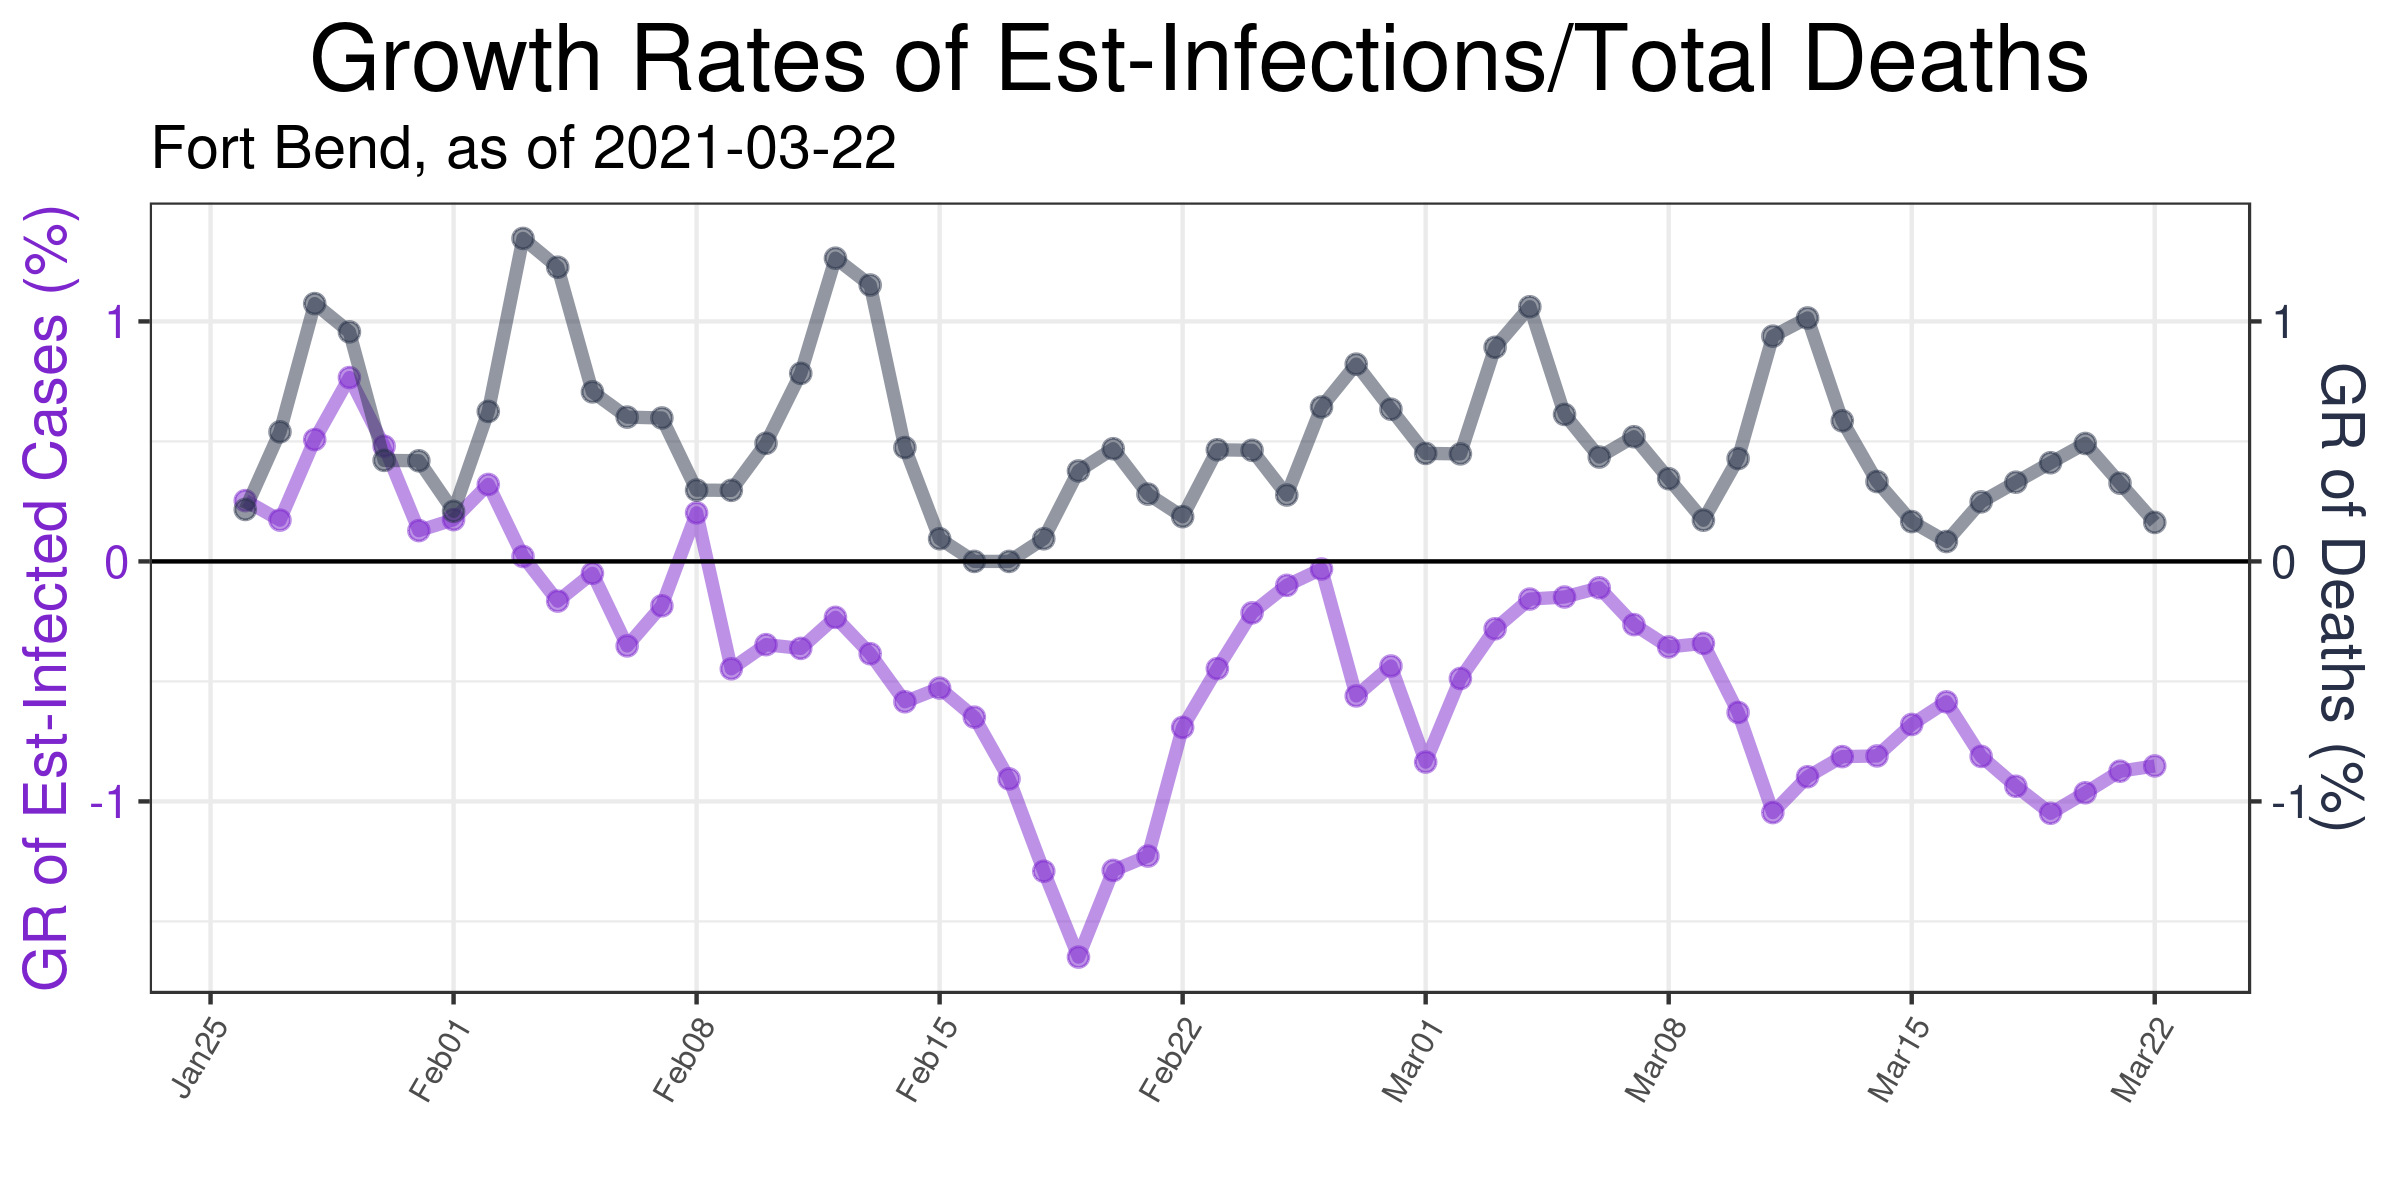 Growth Rates of Est-Infections/Total Deaths
Fort Bend, as of 2021-03-22
GR of Est-Infected Cases (%)
1
0
-1
1
0
-1
GR of Deaths (%)
Jan25
Feb01
Feb08
Feb15
Feb22
Mar01
Mar08
Mar15
Mar22